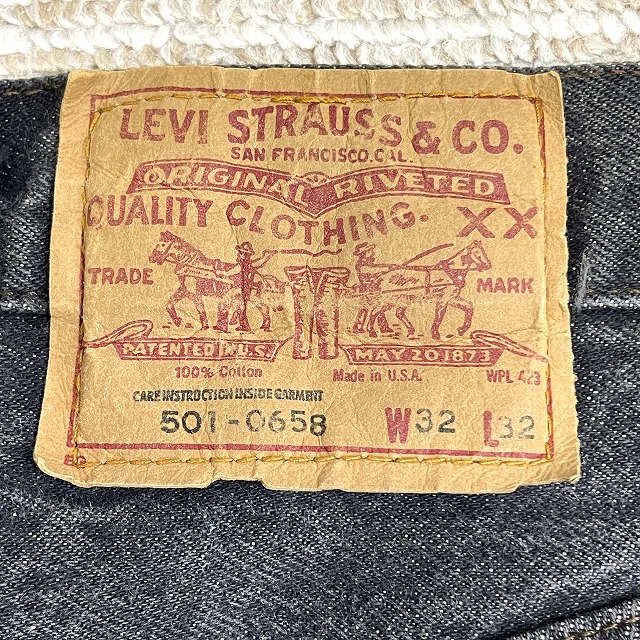 LEVI STRAUSS & CO.
SAN FRANCISCO, CAL.
ORIGINAL RIVETED
QUALITY CLOTHING. XX
TRADE MARK
PATENTED IN U.S. MAY 20 1873
100% Cotton Made in U.S.A. WPL 423
CARE INSTRUCTION INSIDE GARMENT
501-0658 W32 L32